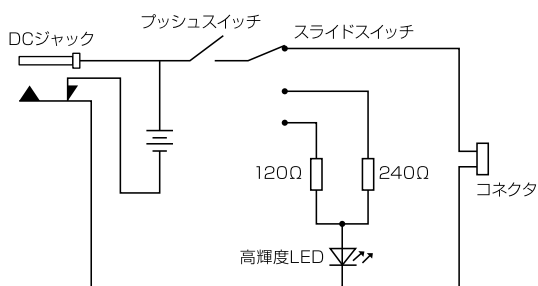 プッシュスイッチ
DCジャック
スライドスイッチ
120Ω
240Ω
コネクタ
高輝度LED